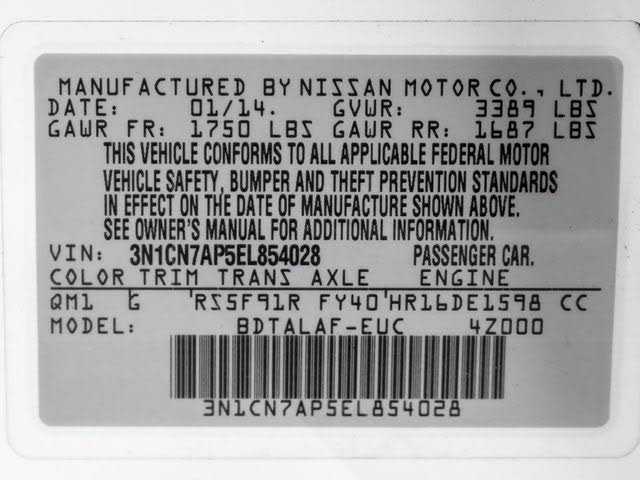 MANUFACTURED BY NISSAN MOTOR CO., LTD.
DATE: 01/14. GVWR: 3389 LBS
GAWR FR: 1750 LBS GAWR RR: 1687 LBS
THIS VEHICLE CONFORMS TO ALL APPLICABLE FEDERAL MOTOR
VEHICLE SAFETY, BUMPER AND THEFT PREVENTION STANDARDS
IN EFFECT ON THE DATE OF MANUFACTURE SHOWN ABOVE.
SEE OWNER'S MANUAL FOR ADDITIONAL INFORMATION.
VIN: 3N1CN7AP5EL854028 PASSENGER CAR.
COLOR TRIM TRANS AXLE ENGINE
QM1 G RS5F91R FY40 HR16DE1598 CC
MODEL: BDTALAF-EUC 4Z000
3N1CN7AP5EL854028